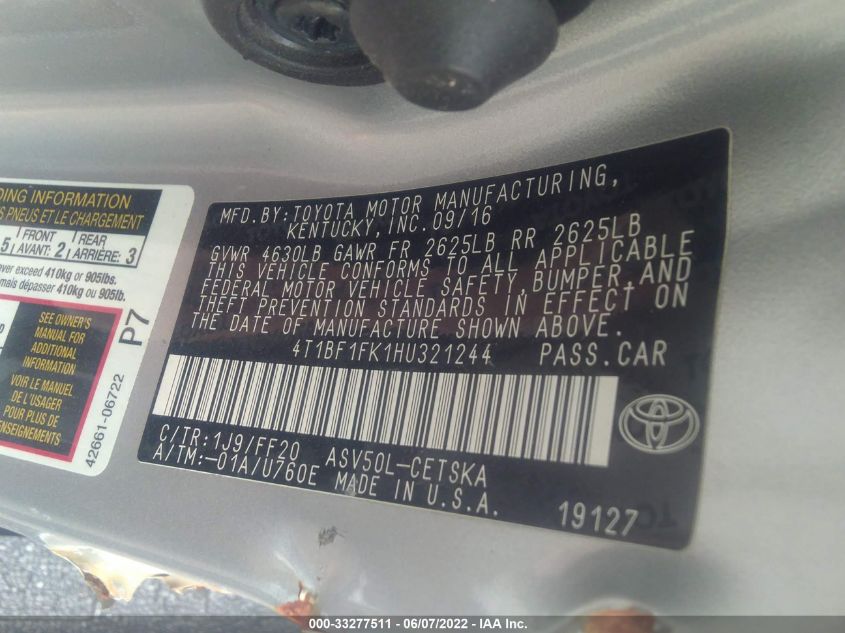 DING INFORMATION
S PNEUS ET LE CHARGEMENT
5 FRONT AVANT: 2 REAR ARRIÈRE: 3
ever exceed 410kg or 905lbs.
mais dépasser 410kg ou 905lb.
SEE OWNER'S
MANUAL FOR
ADDITIONAL
INFORMATION
VOIR LE MANUEL
DE L'USAGER
POUR PLUS DE
ENSEIGNEMENTS
P7
42661-06722
MFD.BY:TOYOTA MOTOR MANUFACTURING,
KENTUCKY,INC.09/16
GVWR 4630LB GAWR FR 2625LB RR 2625LB
THIS VEHICLE CONFORMS TO ALL APPLICABLE
FEDERAL MOTOR VEHICLE SAFETY,BUMPER,AND
THEFT PREVENTION STANDARDS IN EFFECT ON
THE DATE OF MANUFACTURE SHOWN ABOVE.
4T1BF1FK1HU321244 PASS.CAR
C/TR:1J9/FF20 ASV50L-CETSKA
A/TM:-01A/U760E MADE IN U.S.A.
19127
000-33277511 - 06/07/2022 - IAA Inc.